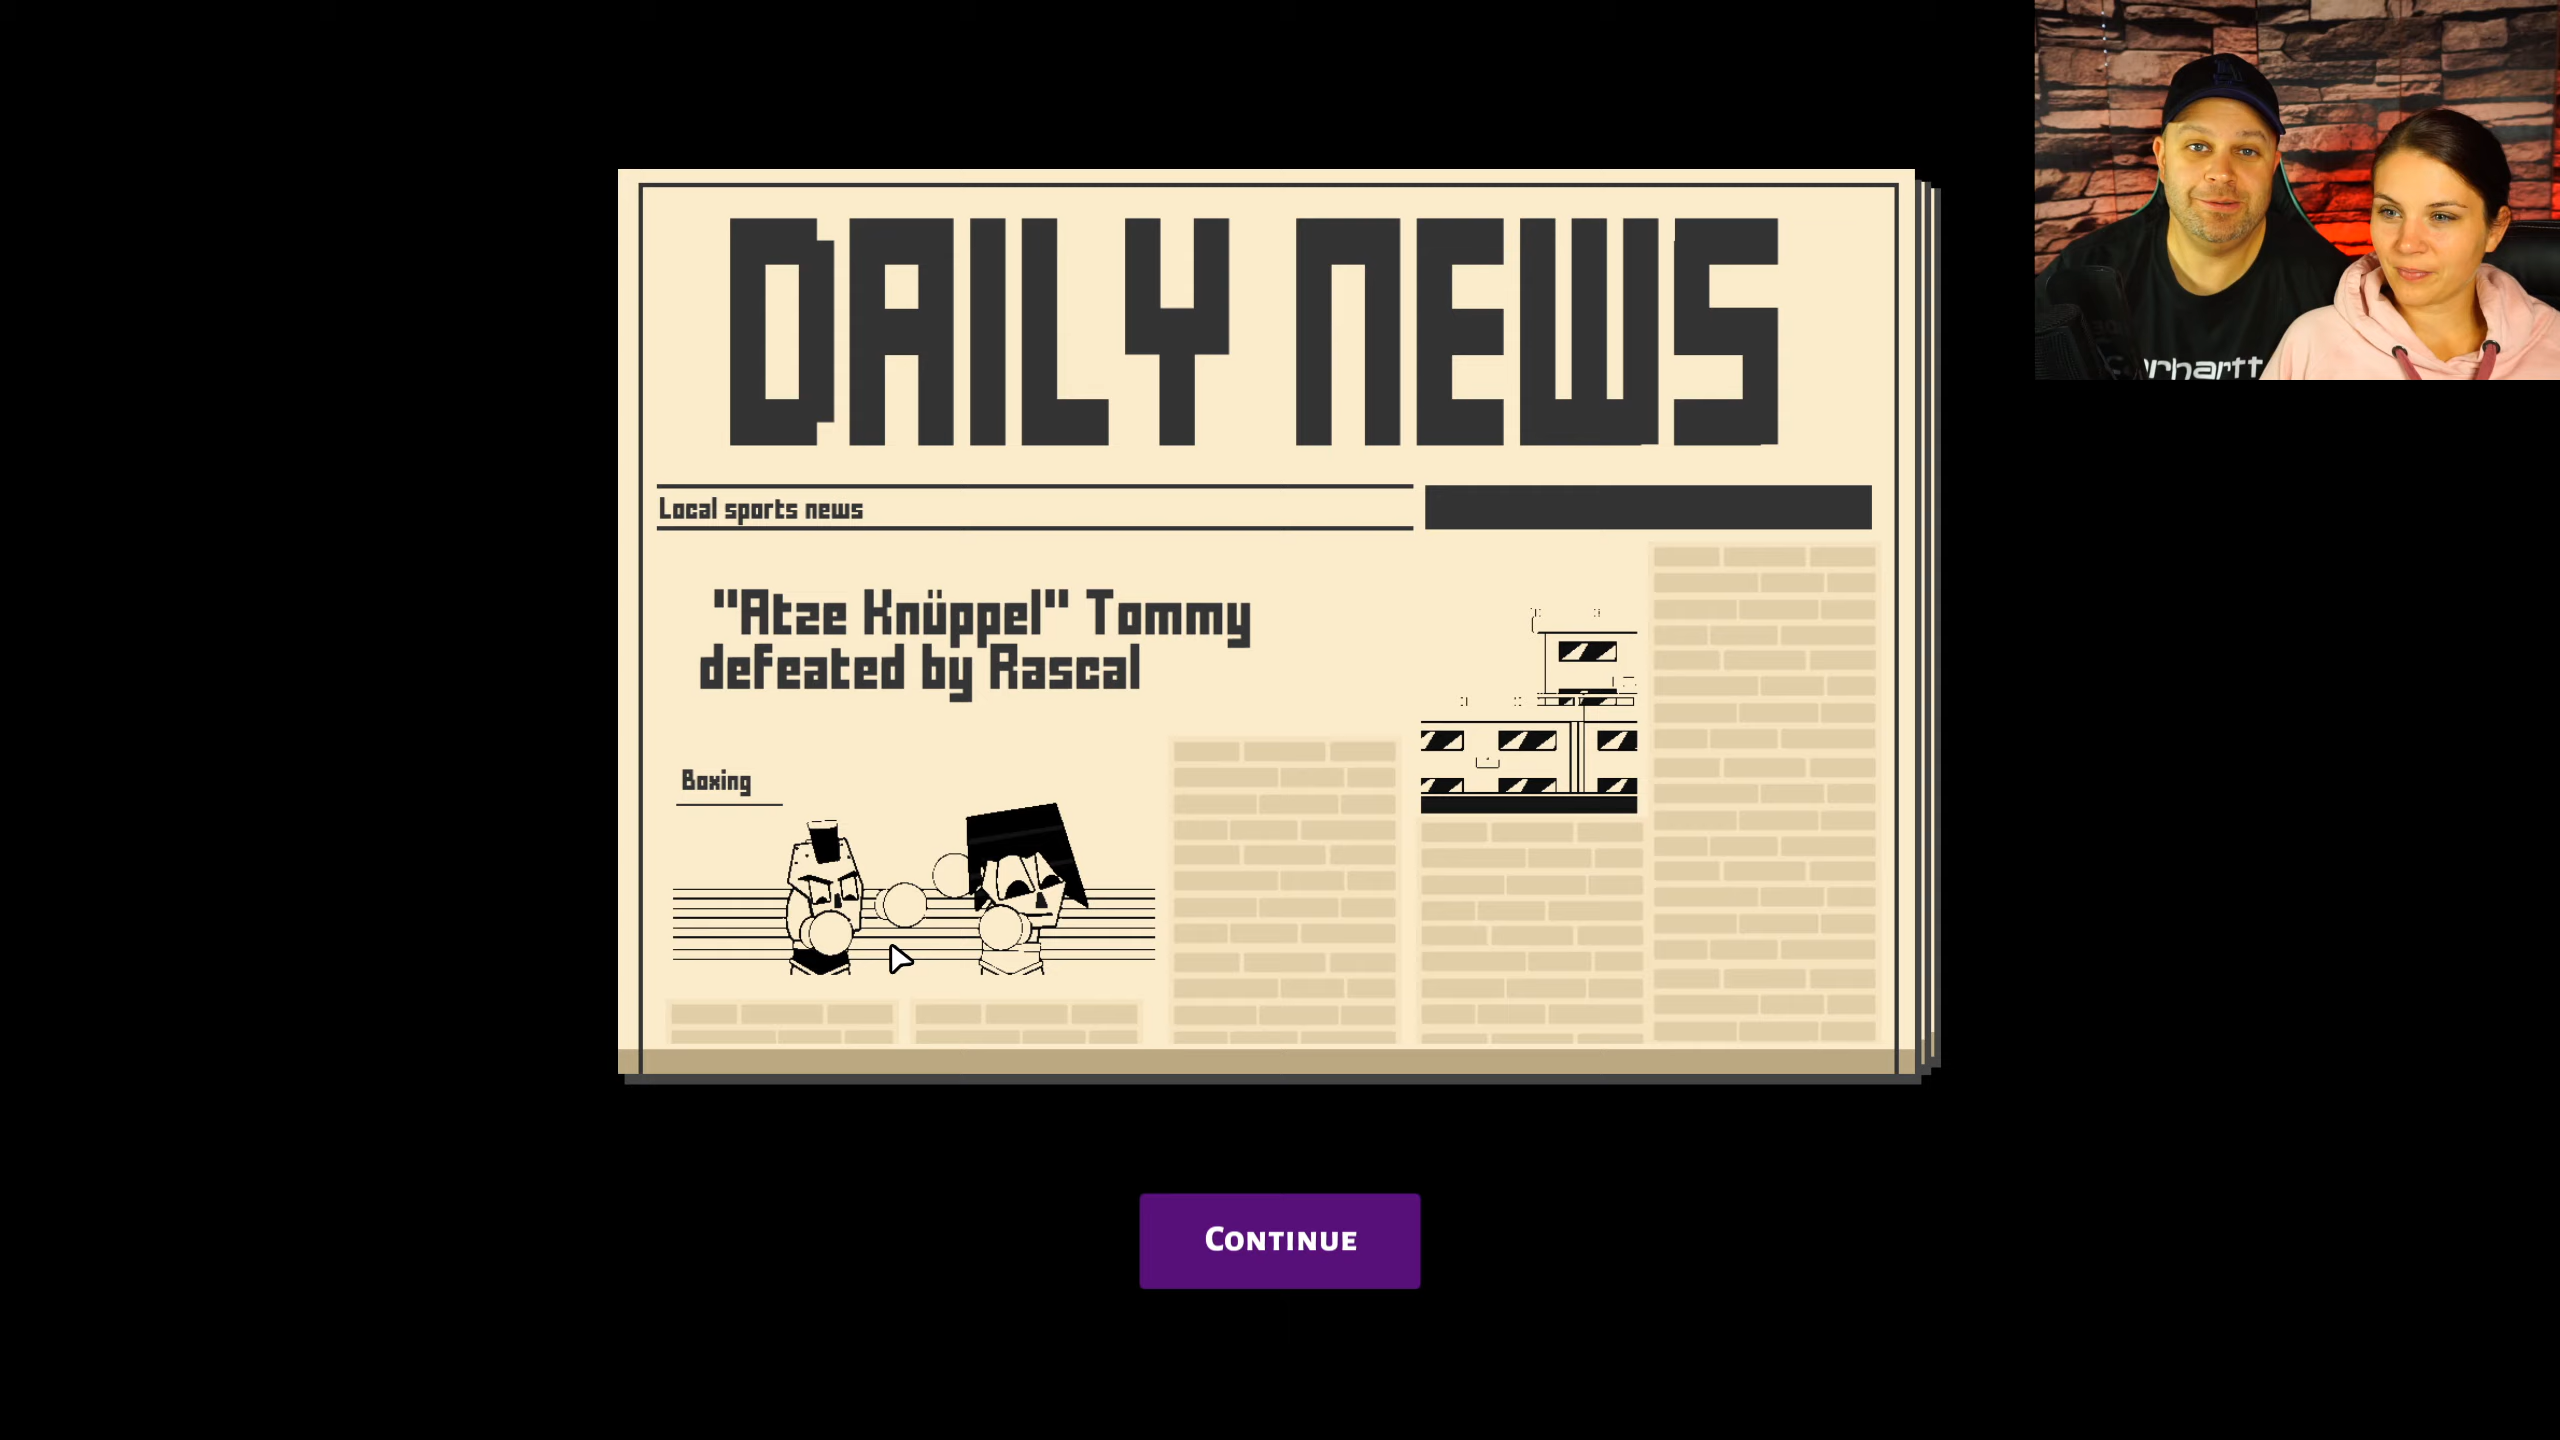 DAILY NEWS
Local sports news
"Atze Knüppel" Tommy
defeated by Rascal
Boxing
CONTINUE